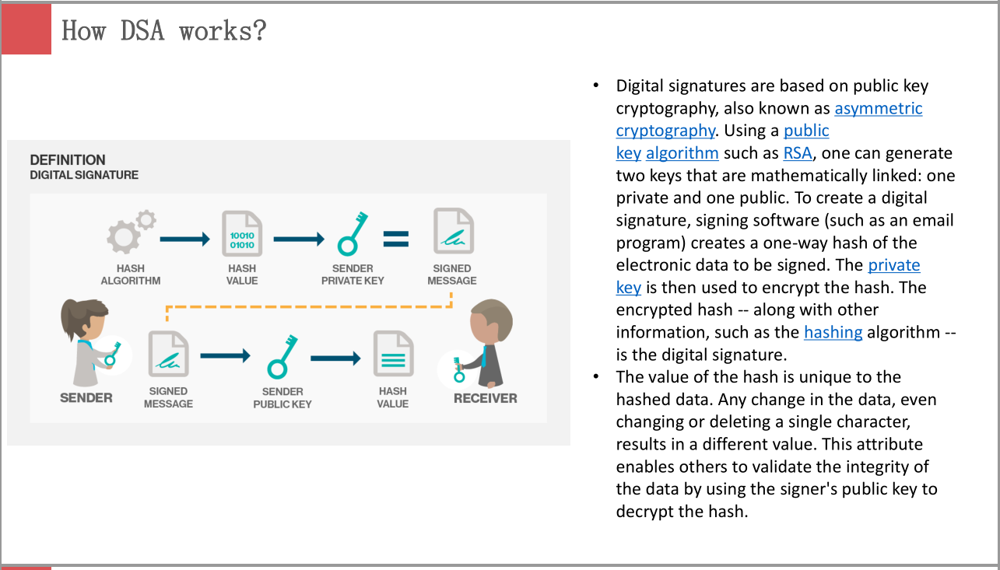 How DSA works?
DEFINITION
DIGITAL SIGNATURE
HASH
ALGORITHM
10010
01010
HASH
VALUE
SENDER
PRIVATE KEY
SIGNED
MESSAGE
SENDER
SIGNED
MESSAGE
SENDER
PUBLIC KEY
HASH
VALUE
RECEIVER
• Digital signatures are based on public key
cryptography, also known as asymmetric
cryptography. Using a public
key algorithm such as RSA, one can generate
two keys that are mathematically linked: one
private and one public. To create a digital
signature, signing software (such as an email
program) creates a one-way hash of the
electronic data to be signed. The private
key is then used to encrypt the hash. The
encrypted hash -- along with other
information, such as the hashing algorithm --
is the digital signature.
• The value of the hash is unique to the
hashed data. Any change in the data, even
changing or deleting a single character,
results in a different value. This attribute
enables others to validate the integrity of
the data by using the signer's public key to
decrypt the hash.